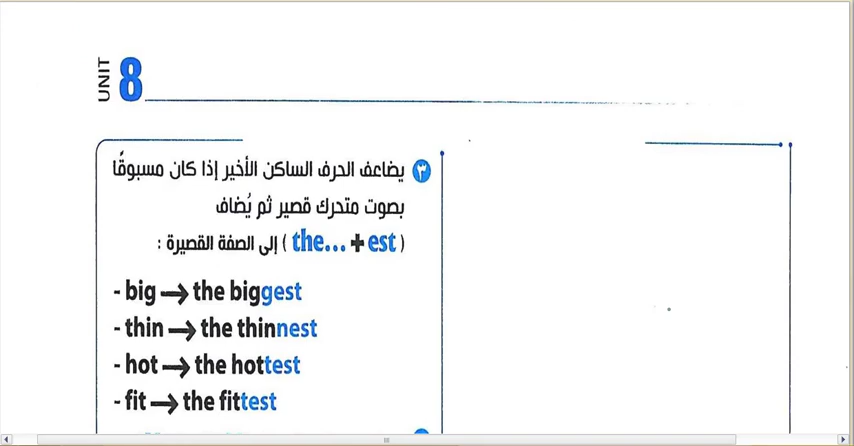 UNIT 8
٣ يضاعف الحرف الساكن الأخير إذا كان مسبوقًا
بصوت متحرك قصير ثم يُضاف
( the... + est ) إلى الصفة القصيرة :
- big → the biggest
- thin → the thinnest
- hot → the hottest
- fit → the fittest